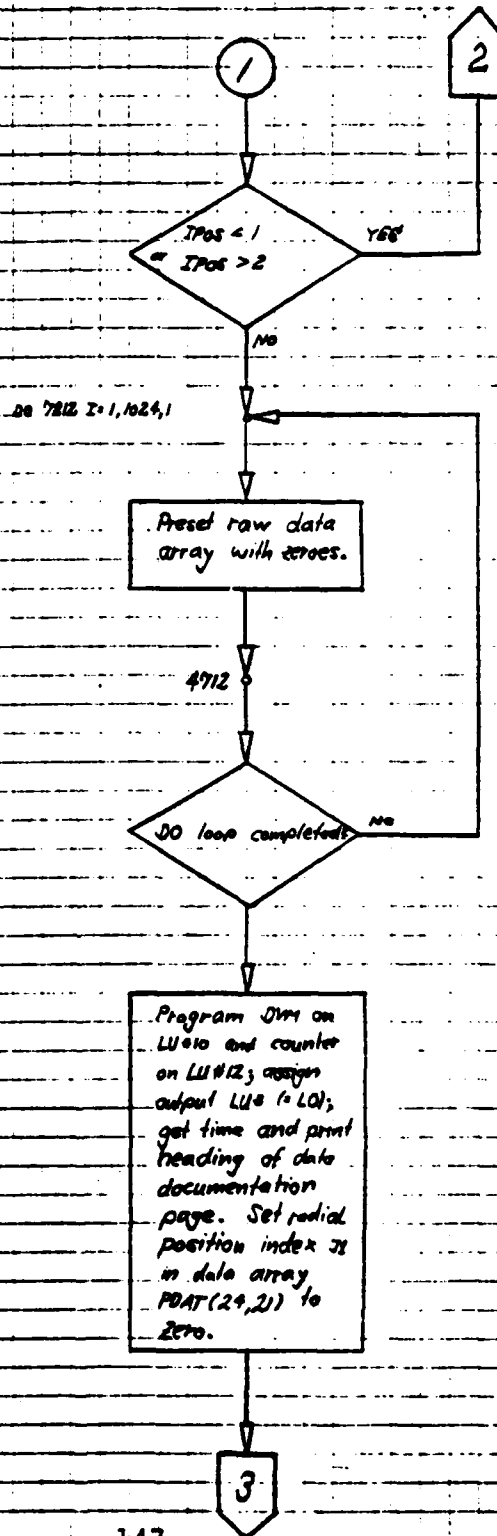 1
2
IPOS < 1
or IPOS > 2
YES
NO
DO 7812 I=1,1024,1
Preset raw data
array with zeroes.
4712
DO loop completed?
NO
Program DVM on
LU#10 and counter
on LU#12; assign
output LU# (=LO);
get time and print
heading of data
documentation
page. Set radial
position index
in data array
PDAT(24,2) to
zero.
3
147